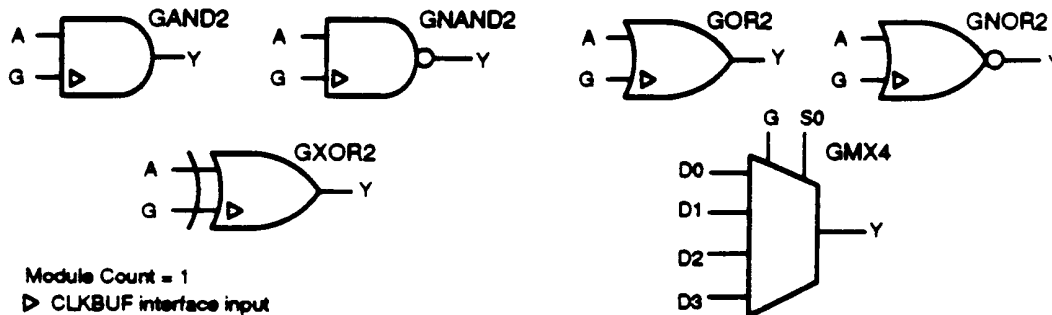 GAND2
A
G
Y
GNAND2
A
G
Y
GOR2
A
G
Y
GNOR2
A
G
Y
GXOR2
A
G
Y
G S0
GMX4
D0
D1
D2
D3
Y
Module Count = 1
CLKBUF interface input